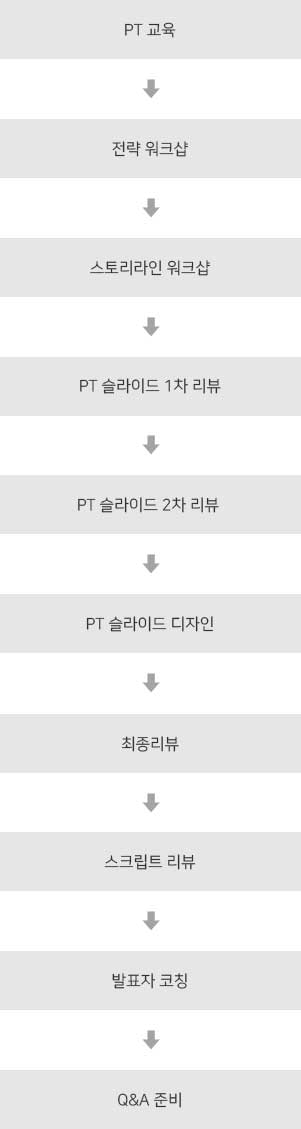 PT 교육
전략 워크샵
스토리라인 워크샵
PT 슬라이드 1차 리뷰
PT 슬라이드 2차 리뷰
PT 슬라이드 디자인
최종리뷰
스크립트 리뷰
발표자 코칭
Q&A 준비